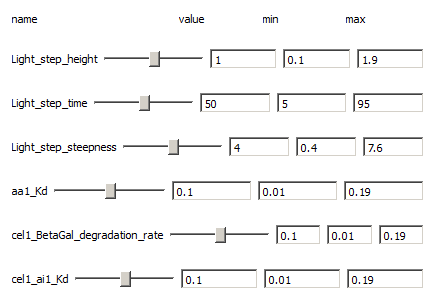 name value min max
Light_step_height 1 0.1 1.9
Light_step_time 50 5 95
Light_step_steepness 4 0.4 7.6
aa1_Kd 0.1 0.01 0.19
cel1_BetaGal_degradation_rate 0.1 0.01 0.19
cel1_ai1_Kd 0.1 0.01 0.19